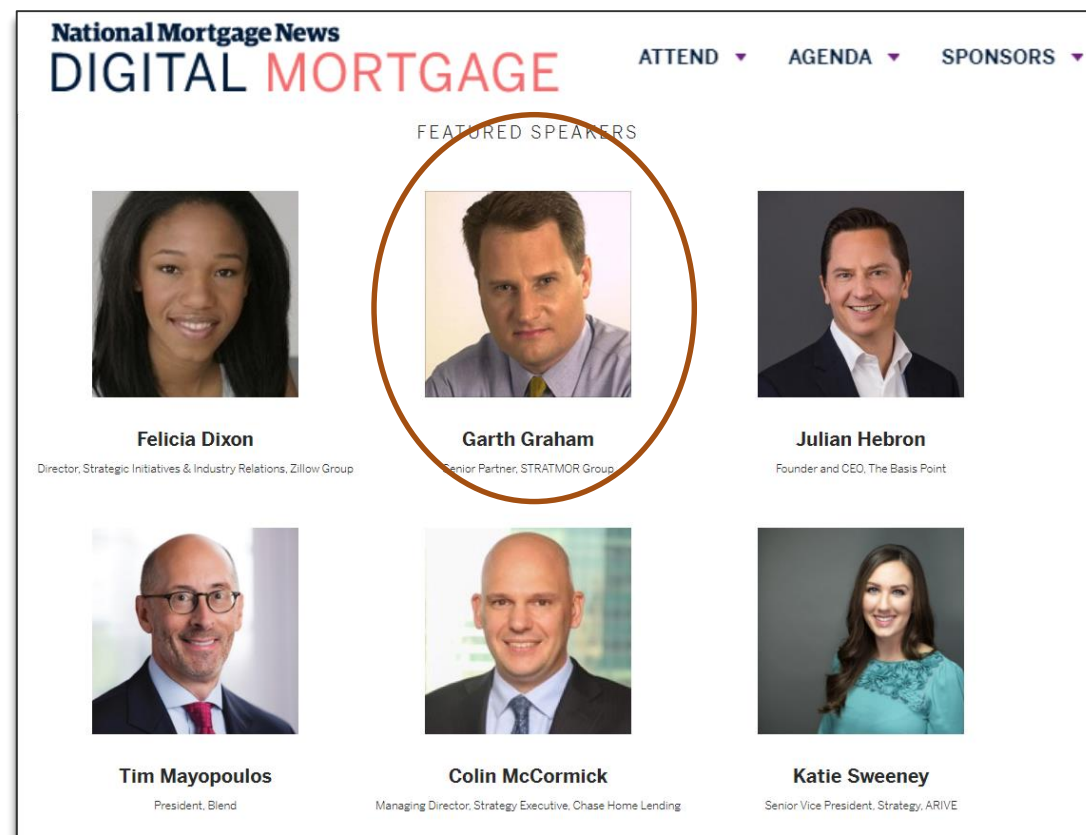 National Mortgage News
DIGITAL MORTGAGE
ATTEND AGENDA SPONSORS
FEATURED SPEAKERS
Felicia Dixon Garth Graham Julian Hebron
Director, Strategic Initiatives & Industry Relations, Zillow Group Senior Partner, STRATMOR Group Founder and CEO, The Basis Point
Tim Mayopoulos Colin McCormick Katie Sweeney
President, Blend Managing Director, Strategy Executive, Chase Home Lending Senior Vice President, Strategy, ARIVE